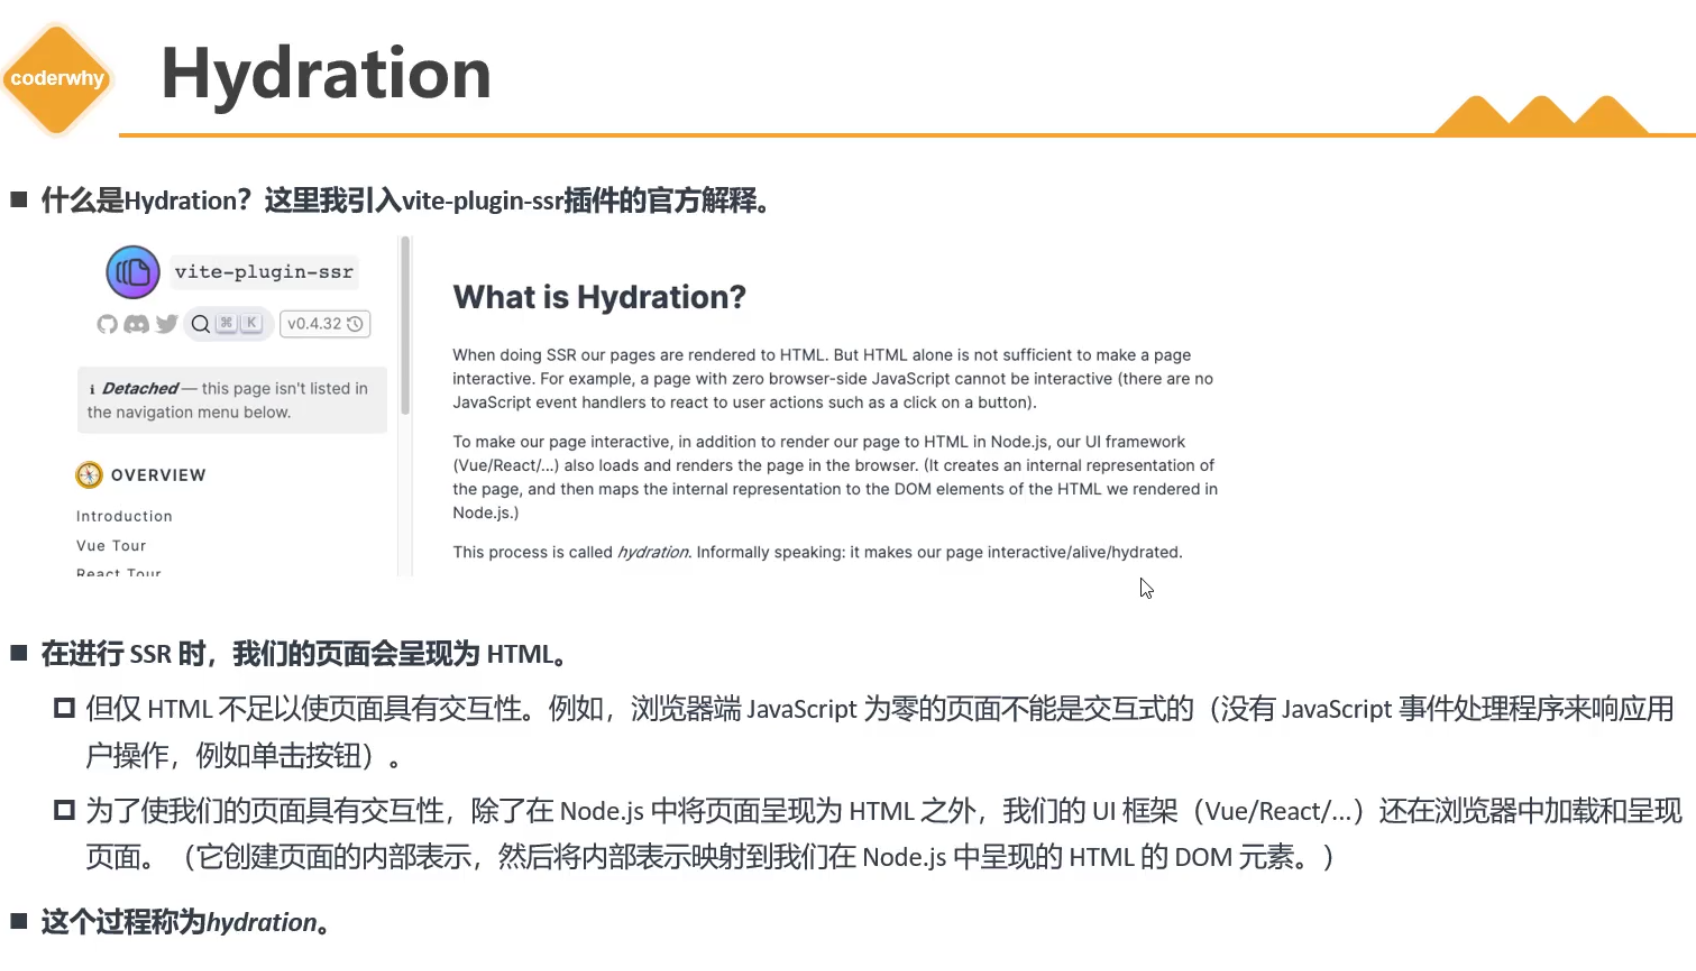 coderwhy
Hydration
什么是Hydration？这里我引入vite-plugin-ssr插件的官方解释。
vite-plugin-ssr
⌘ K v0.4.32
i Detached — this page isn't listed in
the navigation menu below.
OVERVIEW
Introduction
Vue Tour
React Tour
What is Hydration?
When doing SSR our pages are rendered to HTML. But HTML alone is not sufficient to make a page
interactive. For example, a page with zero browser-side JavaScript cannot be interactive (there are no
JavaScript event handlers to react to user actions such as a click on a button).
To make our page interactive, in addition to render our page to HTML in Node.js, our UI framework
(Vue/React/...) also loads and renders the page in the browser. (It creates an internal representation of
the page, and then maps the internal representation to the DOM elements of the HTML we rendered in
Node.js.)
This process is called hydration. Informally speaking: it makes our page interactive/alive/hydrated.
在进行 SSR 时，我们的页面会呈现为 HTML。
但仅 HTML 不足以使页面具有交互性。例如，浏览器端 JavaScript 为零的页面不能是交互式的（没有 JavaScript 事件处理程序来响应用
户操作，例如单击按钮）。
为了使我们的页面具有交互性，除了在 Node.js 中将页面呈现为 HTML 之外，我们的 UI 框架（Vue/React/...）还在浏览器中加载和呈现
页面。（它创建页面的内部表示，然后将内部表示映射到我们在 Node.js 中呈现的 HTML 的 DOM 元素。）
这个过程称为hydration。